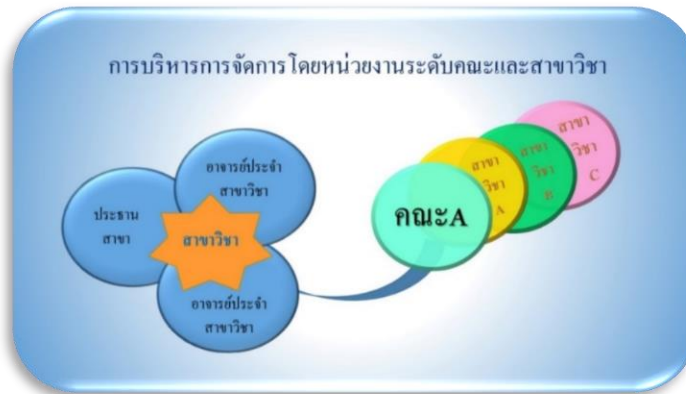 การบริหารการจัดการโดยหน่วยงานระดับคณะและสาขาวิชา
อาจารย์ประจำ
สาขาวิชา
ประธาน
สาขา
สาขาวิชา
อาจารย์ประจำ
สาขาวิชา
คณะA
สาขา
วิชา
A
สาขา
วิชา
B
สาขา
วิชา
C